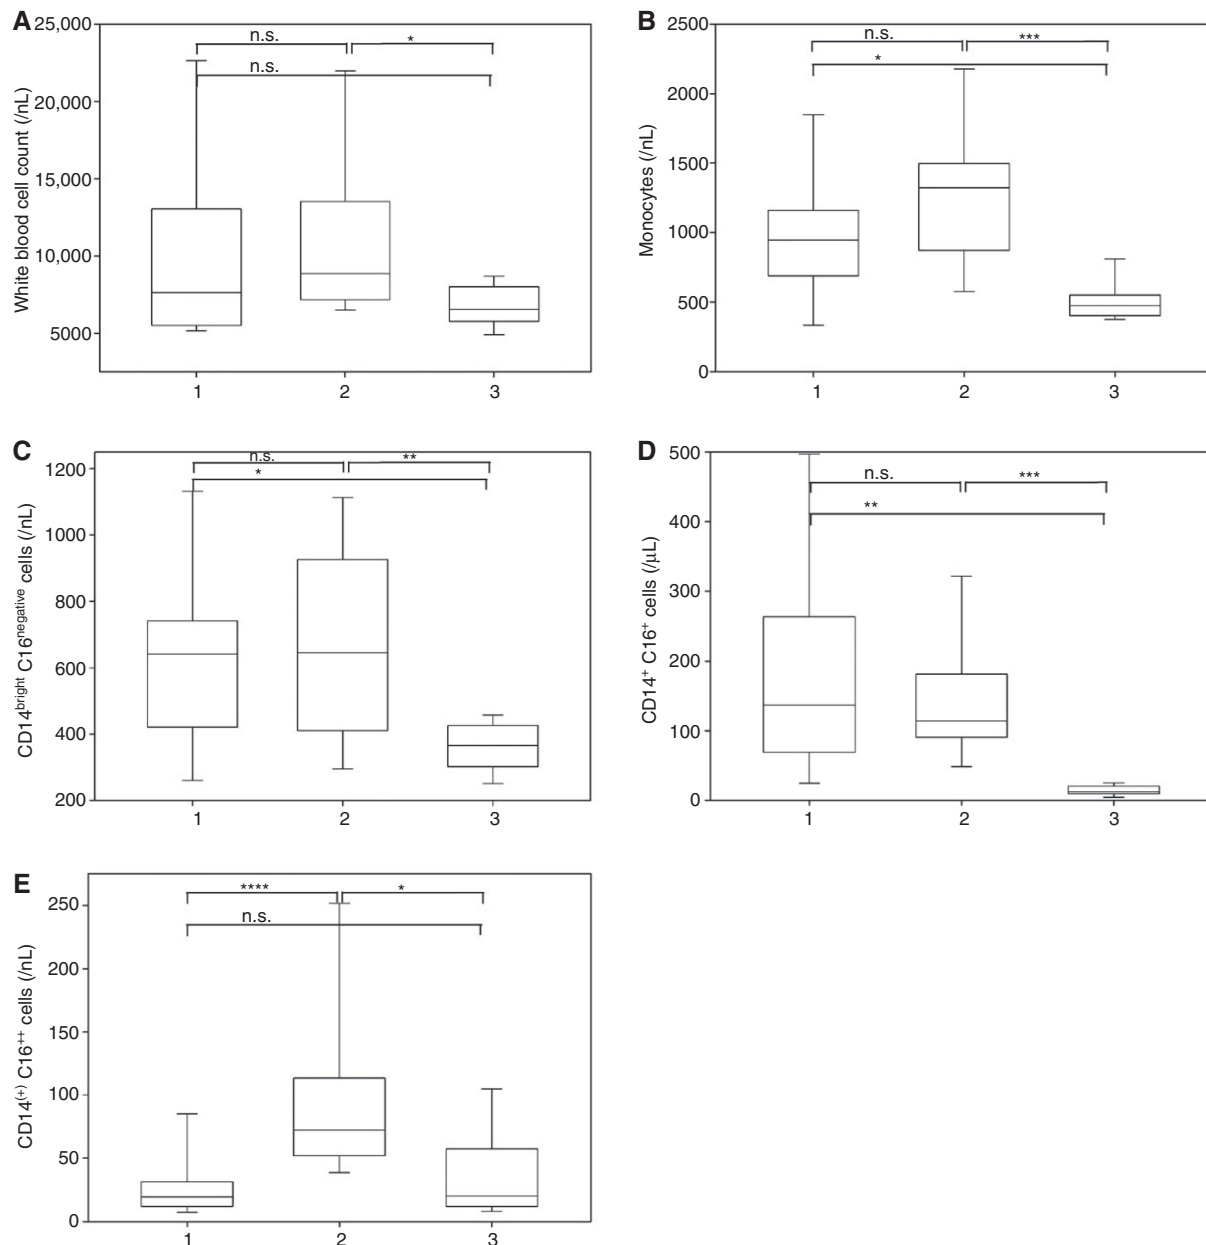 A
White blood cell count (/nL)
25,000
20,000
15,000
10,000
5000
n.s.
*
n.s.
1 2 3
B
Monocytes (/nL)
2500
2000
1500
1000
500
0
n.s.
***
*
1 2 3
C
CD14bright C16negative cells (/nL)
1200
1000
800
600
400
200
n.s.
**
*
1 2 3
D
CD14+ C16+ cells (/μL)
500
400
300
200
100
0
n.s.
***
**
1 2 3
E
CD14(+) C16++ cells (/nL)
250
200
150
100
50
0
****
*
n.s.
1 2 3